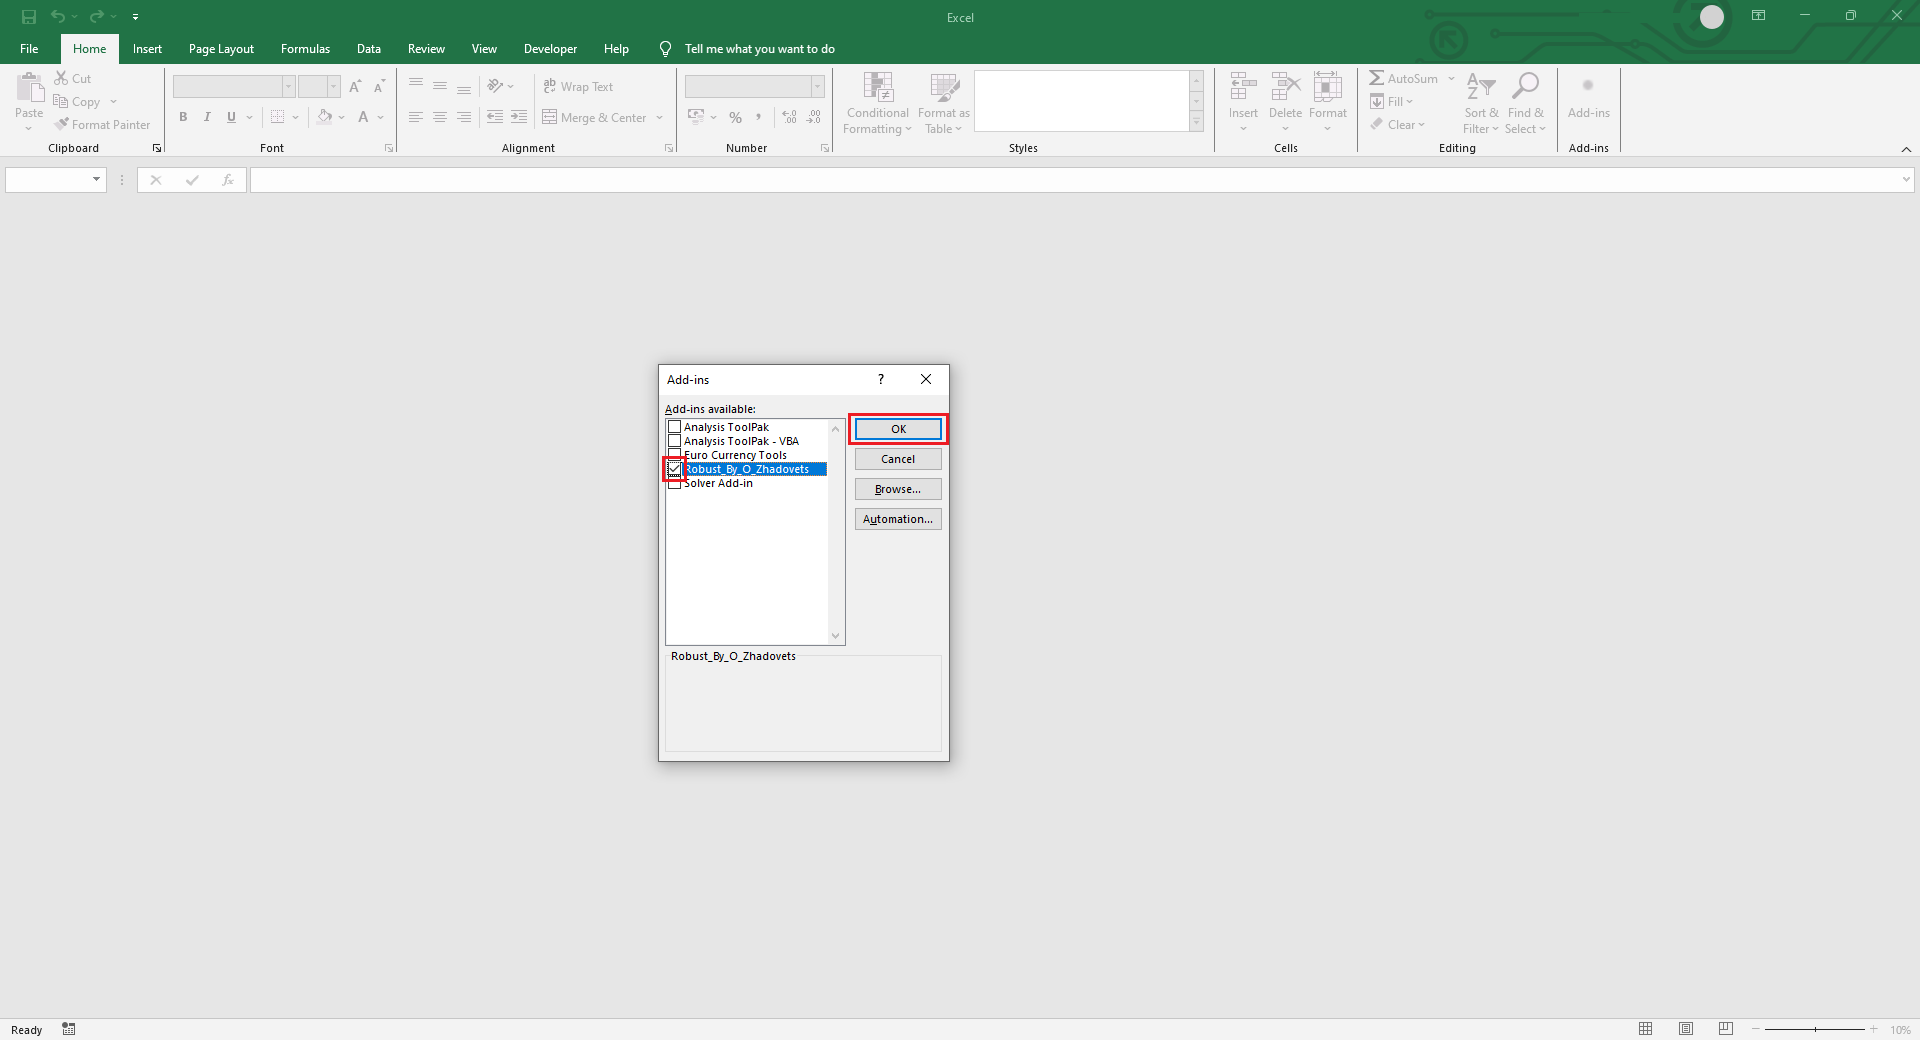 Excel
File Home Insert Page Layout Formulas Data Review View Developer Help Tell me what you want to do
Paste
Cut
Copy
Format Painter
Clipboard
B I U
A A
A
Font
ab
Wrap Text
Merge & Center
Alignment
% ,
Number
Conditional Formatting
Format as Table
Styles
Insert
Delete
Format
Cells
AutoSum
Fill
Clear
Sort & Filter
Find & Select
Editing
Add-ins
Add-ins
fx
Add-ins ?
Add-ins available:
Analysis ToolPak
Analysis ToolPak - VBA
Euro Currency Tools
Robust_By_O_Zhadovets
Solver Add-in
OK
Cancel
Browse...
Automation...
Robust_By_O_Zhadovets
Ready
10%